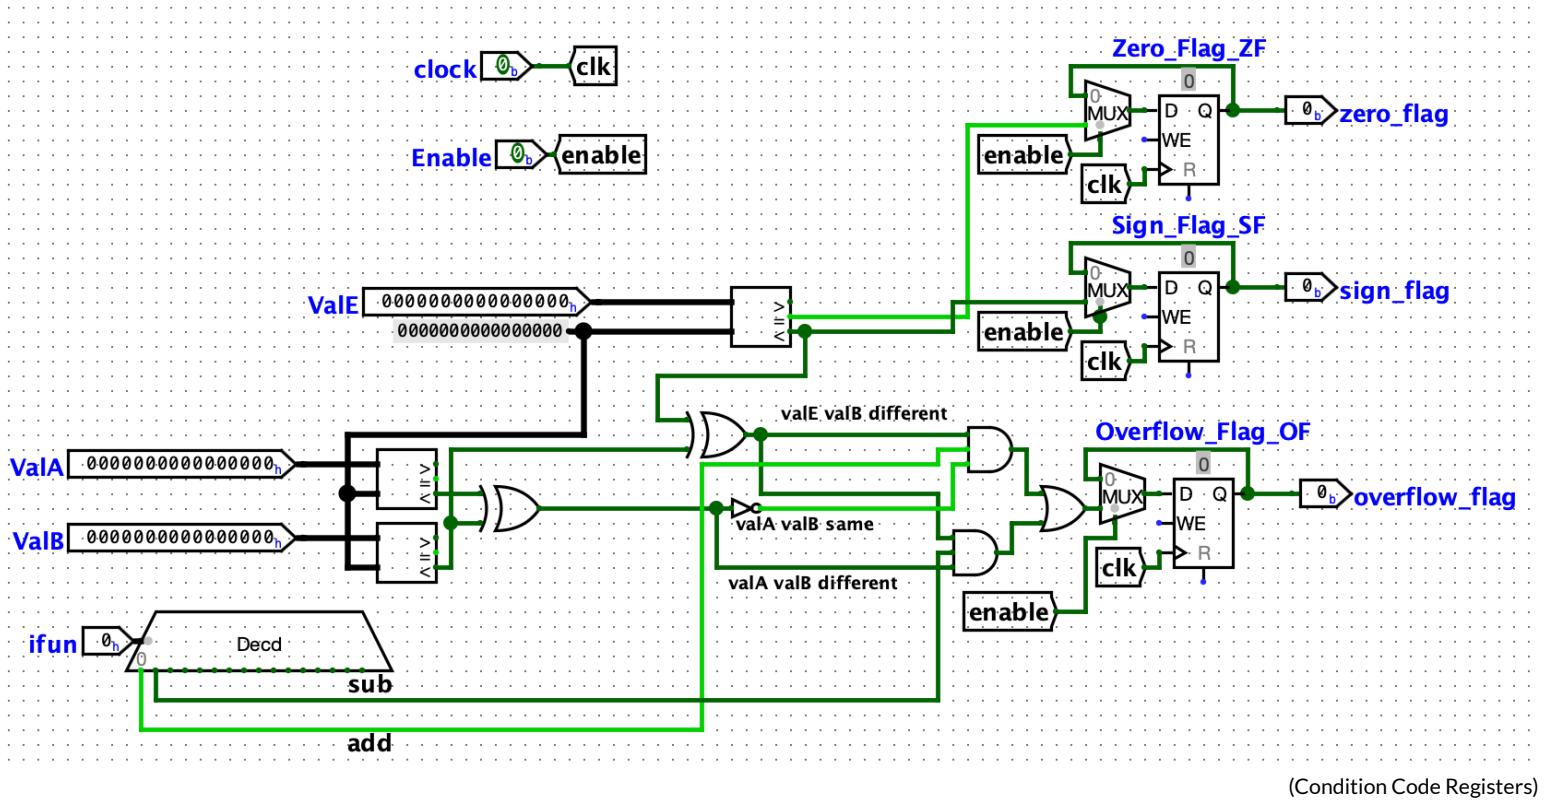 Zero_Flag_ZF
clock 0b clk
0
0
MUX
D Q
0b zero_flag
Enable 0b enable
enable
WE
clk
R
Sign_Flag_SF
0
0
MUX
D Q
0b sign_flag
ValE 0000000000000000h
0000000000000000
> = <
enable
WE
clk
R
valE valB different
Overflow_Flag_OF
ValA 0000000000000000h
> = <
0
0
MUX
D Q
0b overflow_flag
valA valB same
WE
ValB 0000000000000000h
> = <
clk
R
valA valB different
enable
ifun 0h
Decd
0
sub
add
(Condition Code Registers)